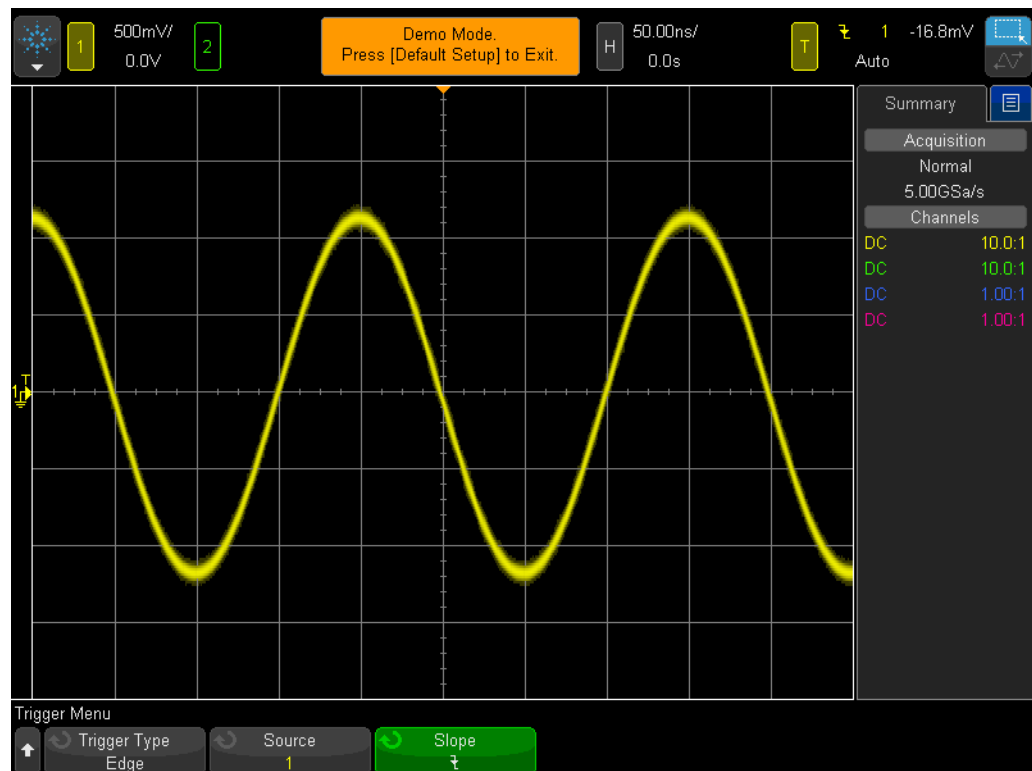 1
500mV/
0.0V
2
Demo Mode.
Press [Default Setup] to Exit.
H
50.00ns/
0.0s
T
1
-16.8mV
Auto
Summary
Acquisition
Normal
5.00GSa/s
Channels
DC 10.0:1
DC 10.0:1
DC 1.00:1
DC 1.00:1
T
1
Trigger Menu
Trigger Type
Edge
Source
1
Slope